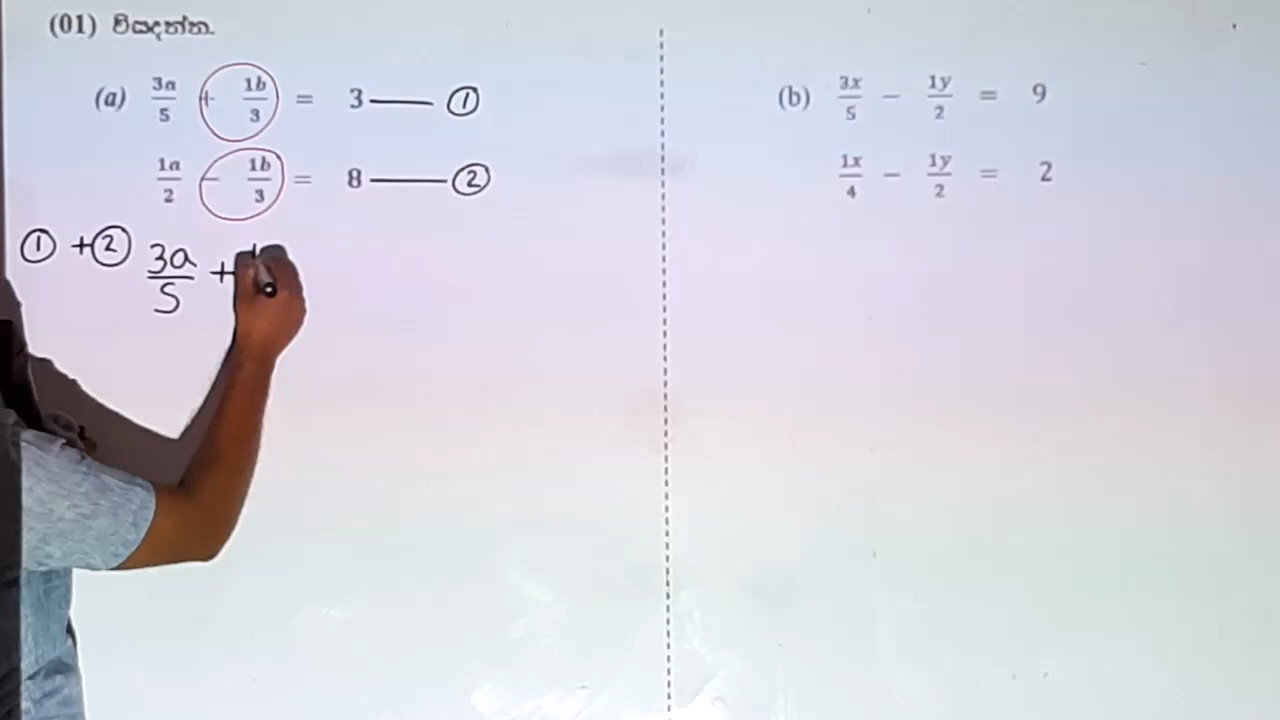 (01) විසඳන්න.
(a) 3a/5 + 1b/3 = 3 —— ①
1a/2 − 1b/3 = 8 —— ②
① + ② 3a/5 +
(b) 3x/5 − 1y/2 = 9
1x/4 − 1y/2 = 2